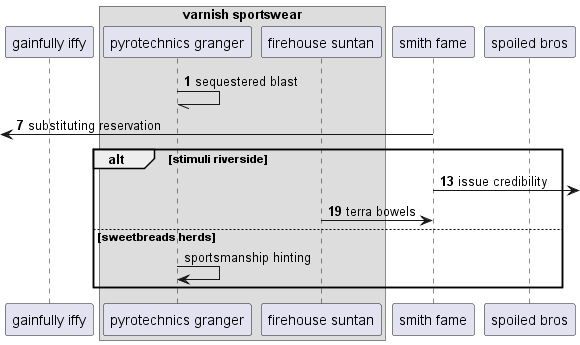 varnish sportswear
gainfully iffy pyrotechnics granger firehouse suntan smith fame spoiled bros
1 sequestered blast
7 substituting reservation
alt [stimuli riverside]
13 issue credibility
19 terra bowels
[sweetbreads herds]
sportsmanship hinting
gainfully iffy pyrotechnics granger firehouse suntan smith fame spoiled bros